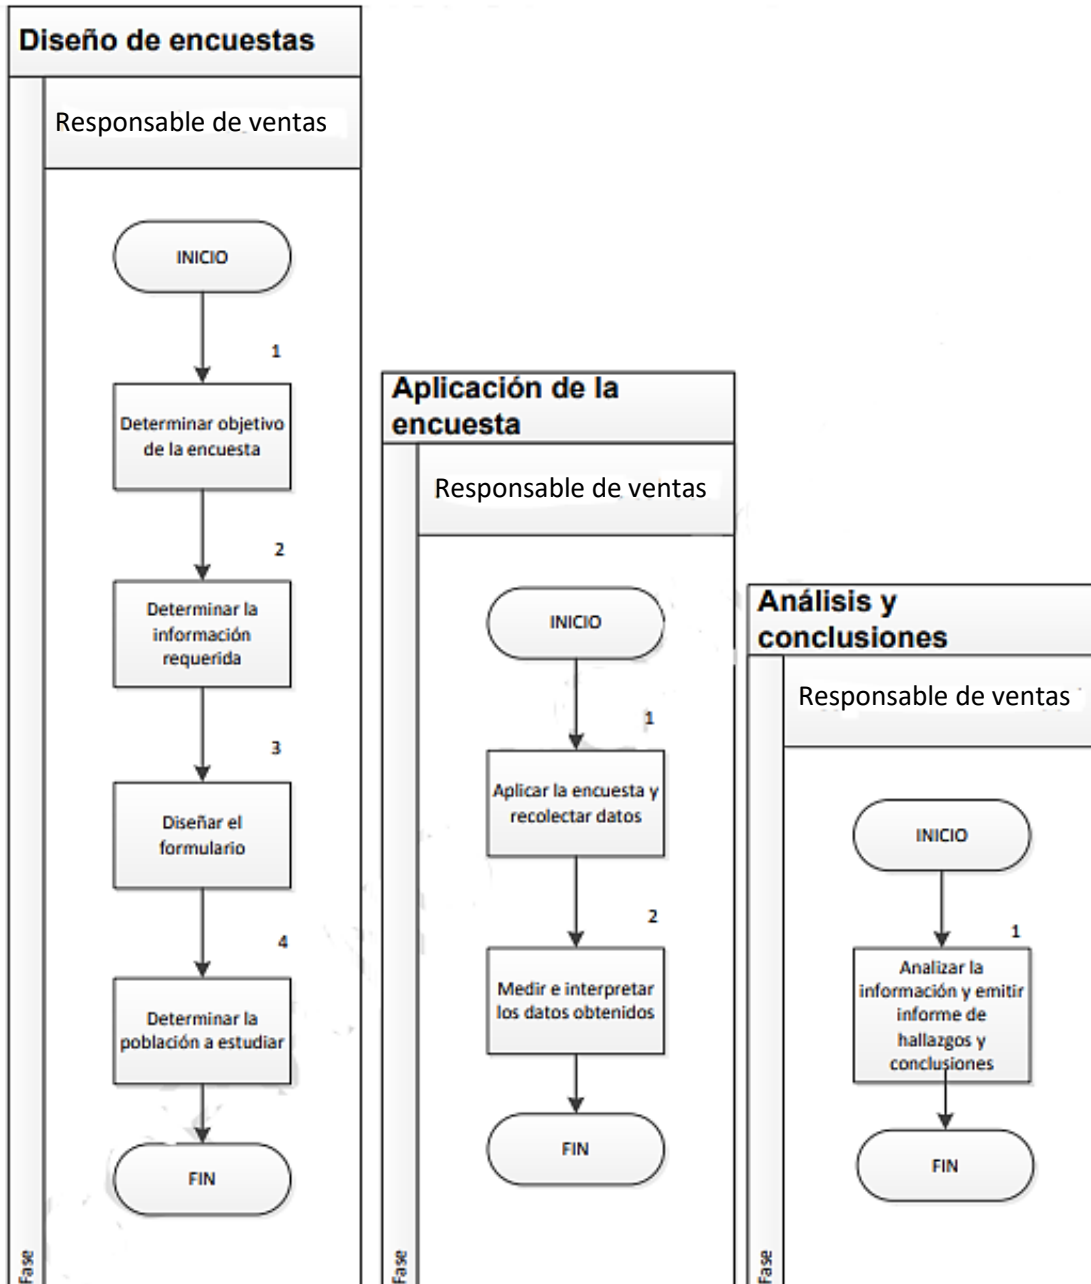 Diseño de encuestas
Responsable de ventas
INICIO
1
Determinar objetivo
de la encuesta
2
Determinar la
información
requerida
3
Diseñar el
formulario
4
Determinar la
población a estudiar
FIN
Fase
Aplicación de la
encuesta
Responsable de ventas
INICIO
1
Aplicar la encuesta y
recolectar datos
2
Medir e interpretar
los datos obtenidos
FIN
Fase
Análisis y
conclusiones
Responsable de ventas
INICIO
1
Analizar la
información y emitir
informe de
hallazgos y
conclusiones
FIN
Fase